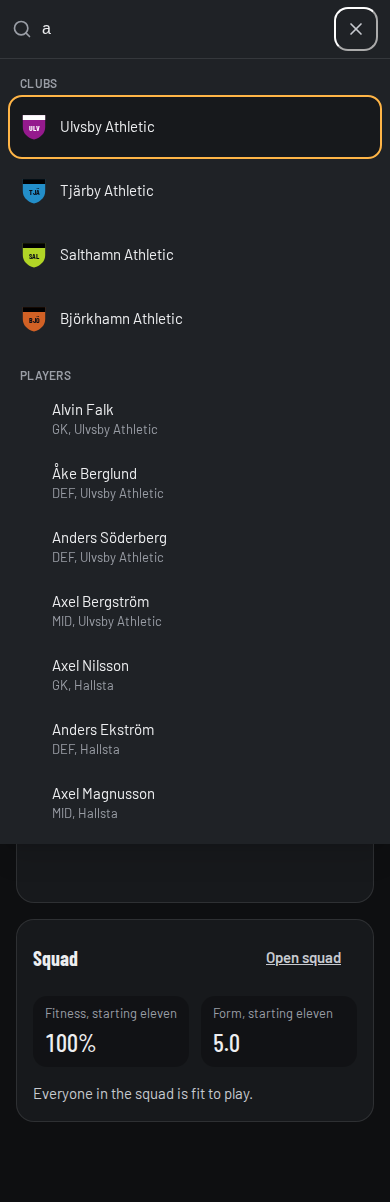 a
CLUBS
ULV
Ulvsby Athletic
TJÄ
Tjärby Athletic
SAL
Salthamn Athletic
BJÖ
Björkhamn Athletic
PLAYERS
Alvin Falk
GK, Ulvsby Athletic
Åke Berglund
DEF, Ulvsby Athletic
Anders Söderberg
DEF, Ulvsby Athletic
Axel Bergström
MID, Ulvsby Athletic
Axel Nilsson
GK, Hallsta
Anders Ekström
DEF, Hallsta
Axel Magnusson
MID, Hallsta
Squad
Open squad
Fitness, starting eleven
100%
Form, starting eleven
5.0
Everyone in the squad is fit to play.